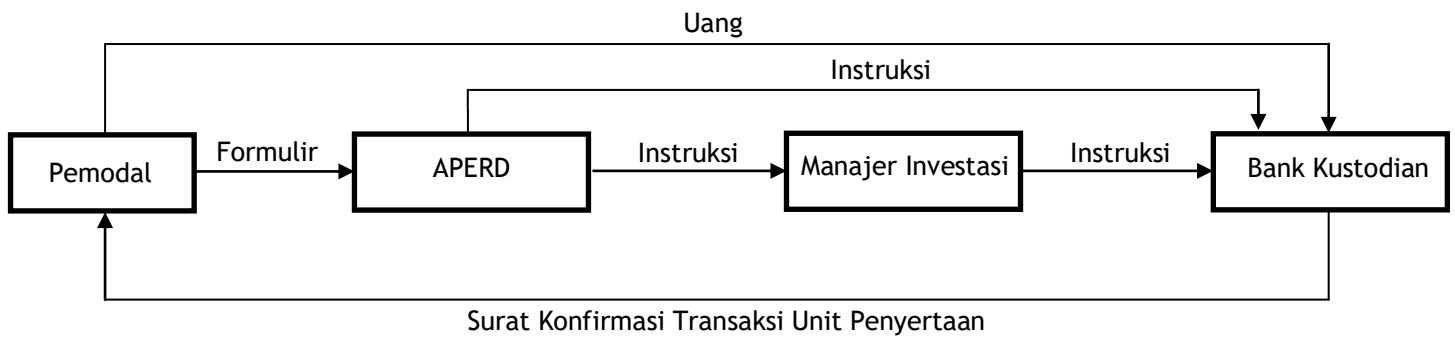 Uang
Instruksi
Pemodal
Formulir
APERD
Instruksi
Manajer Investasi
Instruksi
Bank Kustodian
Surat Konfirmasi Transaksi Unit Penyertaan